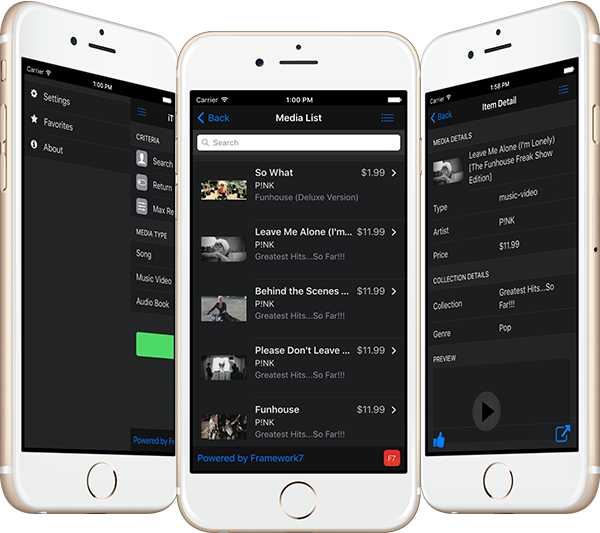 Carrier 1:00 PM
Settings
Favorites
About
iT
CRITERIA
Search
Return
Max Re
MEDIA TYPE
Song
Music Video
Audio Book
Powered by Framework7
Carrier 1:00 PM
Back Media List
Search
So What $1.99
P!NK
Funhouse (Deluxe Version)
Leave Me Alone (I'm... $11.99
P!NK
Greatest Hits...So Far!!!
Behind the Scenes ... $11.99
P!NK
Greatest Hits...So Far!!!
Please Don't Leave ... $11.99
P!NK
Greatest Hits...So Far!!!
Funhouse $11.99
P!NK
Greatest Hits...So Far!!!
Powered by Framework7 F7
Carrier 1:58 PM
Back Item Detail
MEDIA DETAILS
Leave Me Alone (I'm Lonely)
[The Funhouse Freak Show
Edition]
Type music-video
Artist P!NK
Price $11.99
COLLECTION DETAILS
Collection Greatest Hits...So
Far!!!
Genre Pop
PREVIEW